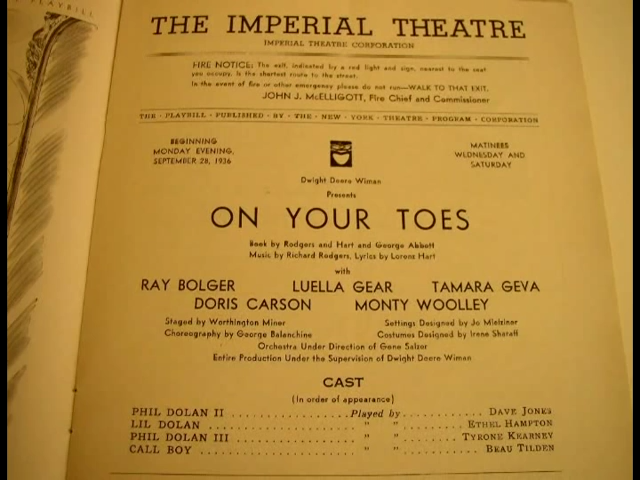 PLAYBILL
THE IMPERIAL THEATRE
IMPERIAL THEATRE CORPORATION
FIRE NOTICE: The exit, indicated by a red light and sign, nearest to the seat
you occupy, is the shortest route to the street.
In the event of fire or other emergency please do not run—WALK TO THAT EXIT.
JOHN J. McELLIGOTT, Fire Chief and Commissioner
THE · PLAYBILL · PUBLISHED · BY · THE · NEW · YORK · THEATRE · PROGRAM · CORPORATION
BEGINNING
MONDAY EVENING,
SEPTEMBER 28, 1936
MATINEES
WEDNESDAY AND
SATURDAY
Dwight Deere Wiman
Presents
ON YOUR TOES
Book by Rodgers and Hart and George Abbott
Music by Richard Rodgers, Lyrics by Lorenz Hart
with
RAY BOLGER LUELLA GEAR TAMARA GEVA
DORIS CARSON MONTY WOOLLEY
Staged by Worthington Miner Settings Designed by Jo Mielziner
Choreography by George Balanchine Costumes Designed by Irene Sharaff
Orchestra Under Direction of Gene Salzer
Entire Production Under the Supervision of Dwight Deere Wiman
CAST
(In order of appearance)
PHIL DOLAN II ..................Played by............ DAVE JONES
LIL DOLAN ...................... " " ............ ETHEL HAMPTON
PHIL DOLAN III .................. " " ............ TYRONE KEARNEY
CALL BOY ...................... " " ............ BEAU TILDEN